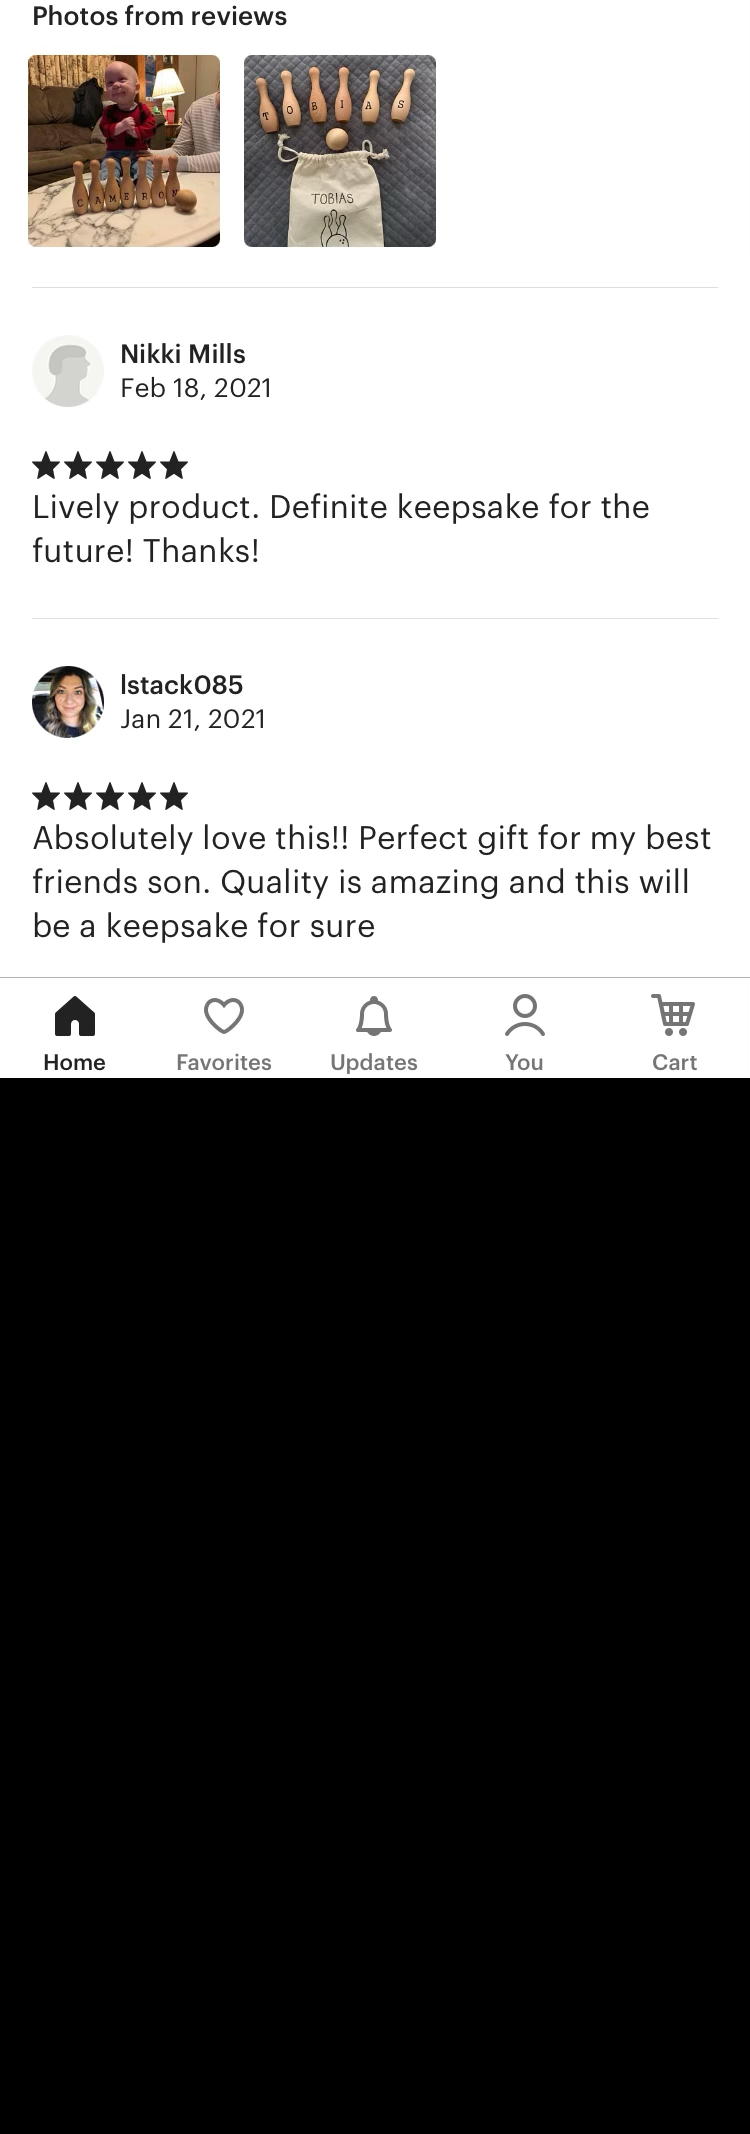 Photos from reviews
C A M E R O N
T O B I A S
TOBIAS
Nikki Mills
Feb 18, 2021
Lively product. Definite keepsake for the
future! Thanks!
lstack085
Jan 21, 2021
Absolutely love this!! Perfect gift for my best
friends son. Quality is amazing and this will
be a keepsake for sure
Home
Favorites
Updates
You
Cart